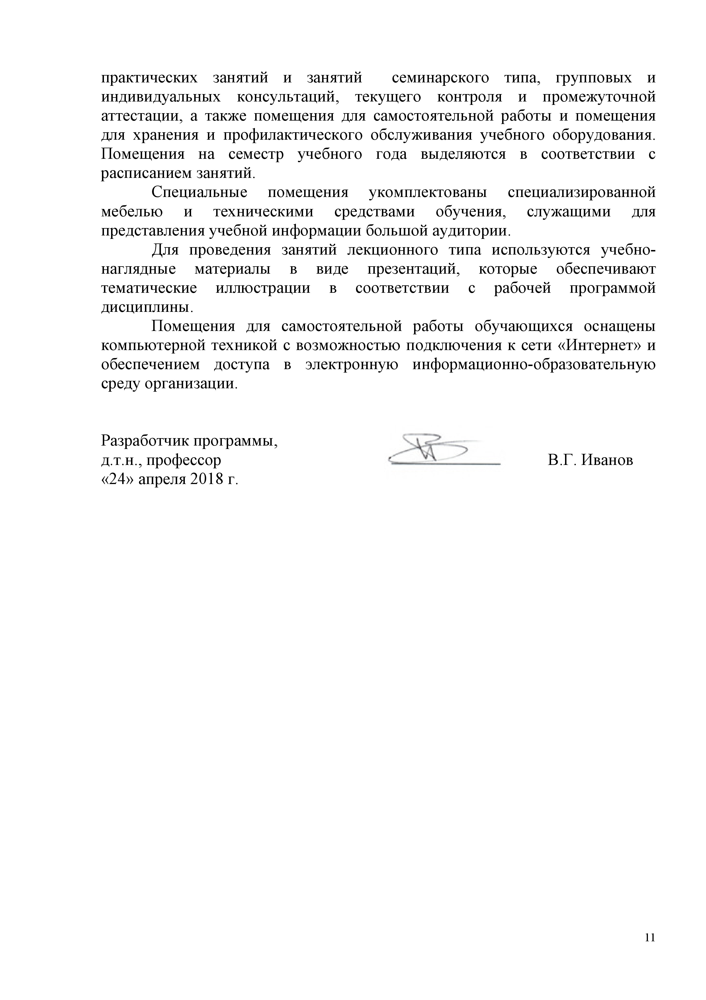 практических занятий и занятий семинарского типа, групповых и
индивидуальных консультаций, текущего контроля и промежуточной
аттестации, а также помещения для самостоятельной работы и помещения
для хранения и профилактического обслуживания учебного оборудования.
Помещения на семестр учебного года выделяются в соответствии с
расписанием занятий.
Специальные помещения укомплектованы специализированной
мебелью и техническими средствами обучения, служащими для
представления учебной информации большой аудитории.
Для проведения занятий лекционного типа используются учебно-
наглядные материалы в виде презентаций, которые обеспечивают
тематические иллюстрации в соответствии с рабочей программой
дисциплины.
Помещения для самостоятельной работы обучающихся оснащены
компьютерной техникой с возможностью подключения к сети «Интернет» и
обеспечением доступа в электронную информационно-образовательную
среду организации.
Разработчик программы,
д.т.н., профессор В.Г. Иванов
«24» апреля 2018 г.
11